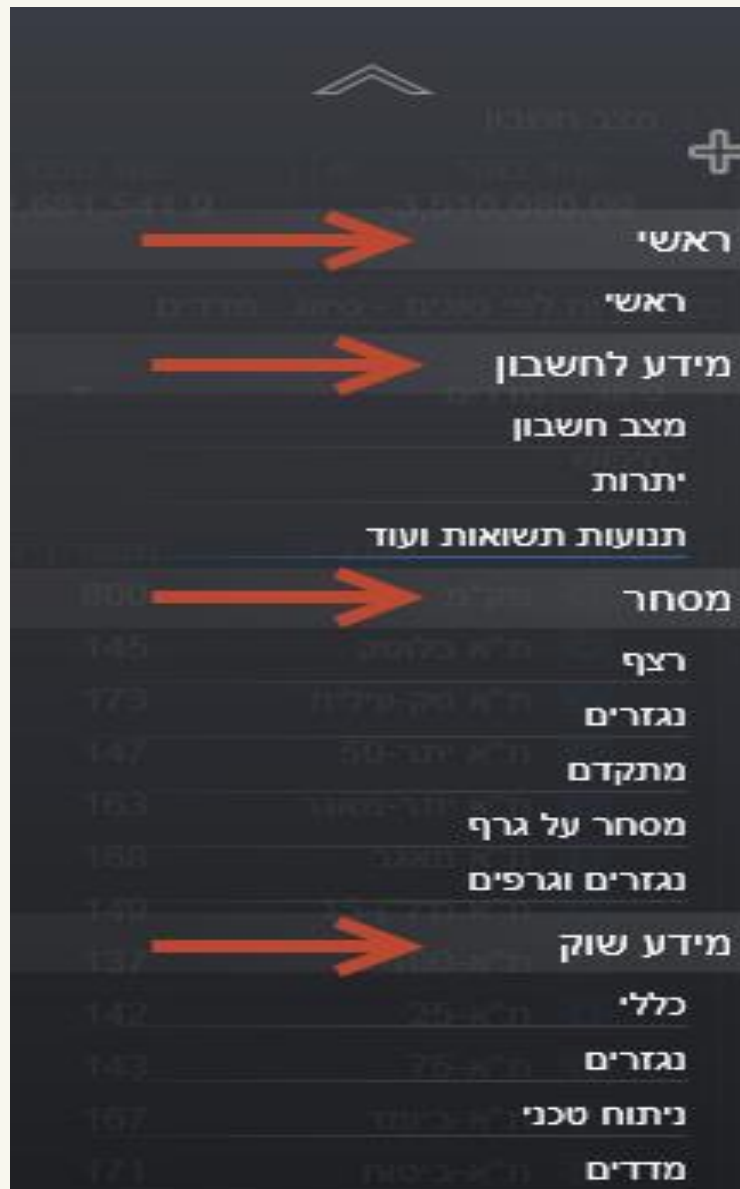 ראשי
ראשי
מידע לחשבון
מצב חשבון
יתרות
תנועות תשואות ועוד
מסחר
רצף
נגזרים
מתקדם
מסחר על גרף
נגזרים וגרפים
מידע שוק
כללי
נגזרים
ניתוח טכני
מדדים